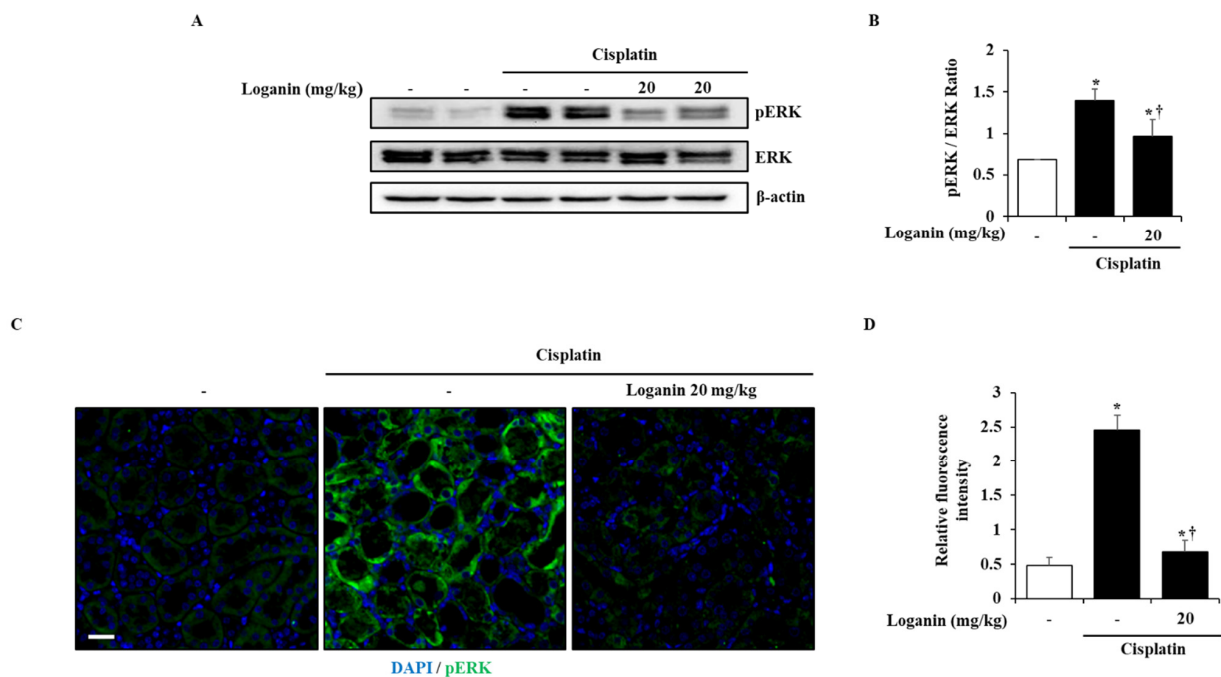 A
Cisplatin
Loganin (mg/kg) - - - - 20 20
pERK
ERK
β-actin
B
2
1.5
1
0.5
0
pERK / ERK Ratio
*
*†
Loganin (mg/kg) - - 20
Cisplatin
C
Cisplatin
- - Loganin 20 mg/kg
DAPI / pERK
D
3
2.5
2
1.5
1
0.5
0
Relative fluorescence
intensity
*
*†
Loganin (mg/kg) - - 20
Cisplatin